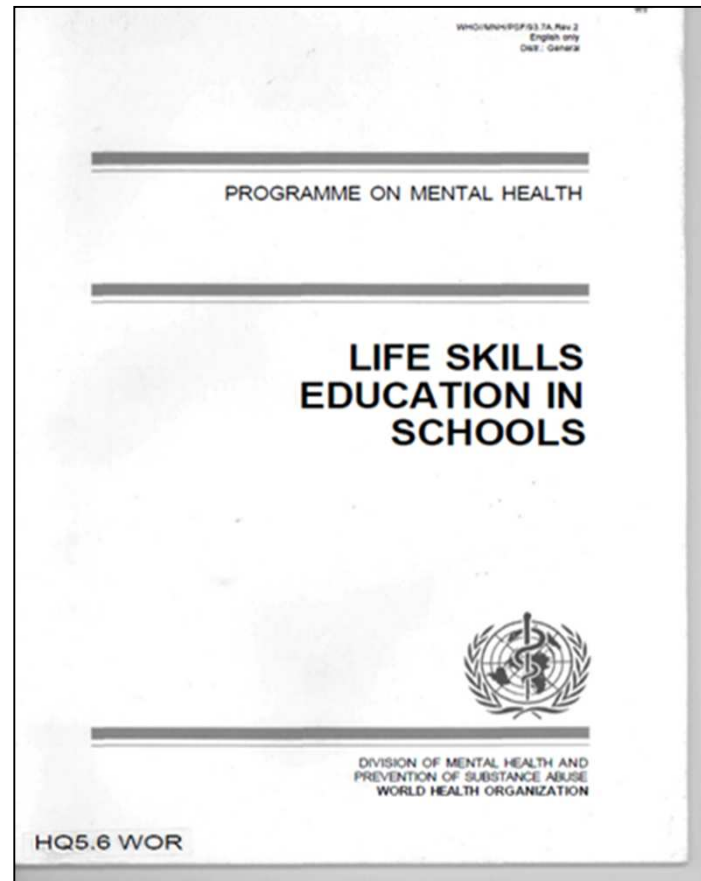 WHO/MNH/PSF/93.7A.Rev.2
English only
Distr.: General
PROGRAMME ON MENTAL HEALTH
LIFE SKILLS
EDUCATION IN
SCHOOLS
DIVISION OF MENTAL HEALTH AND
PREVENTION OF SUBSTANCE ABUSE
WORLD HEALTH ORGANIZATION
HQ5.6 WOR